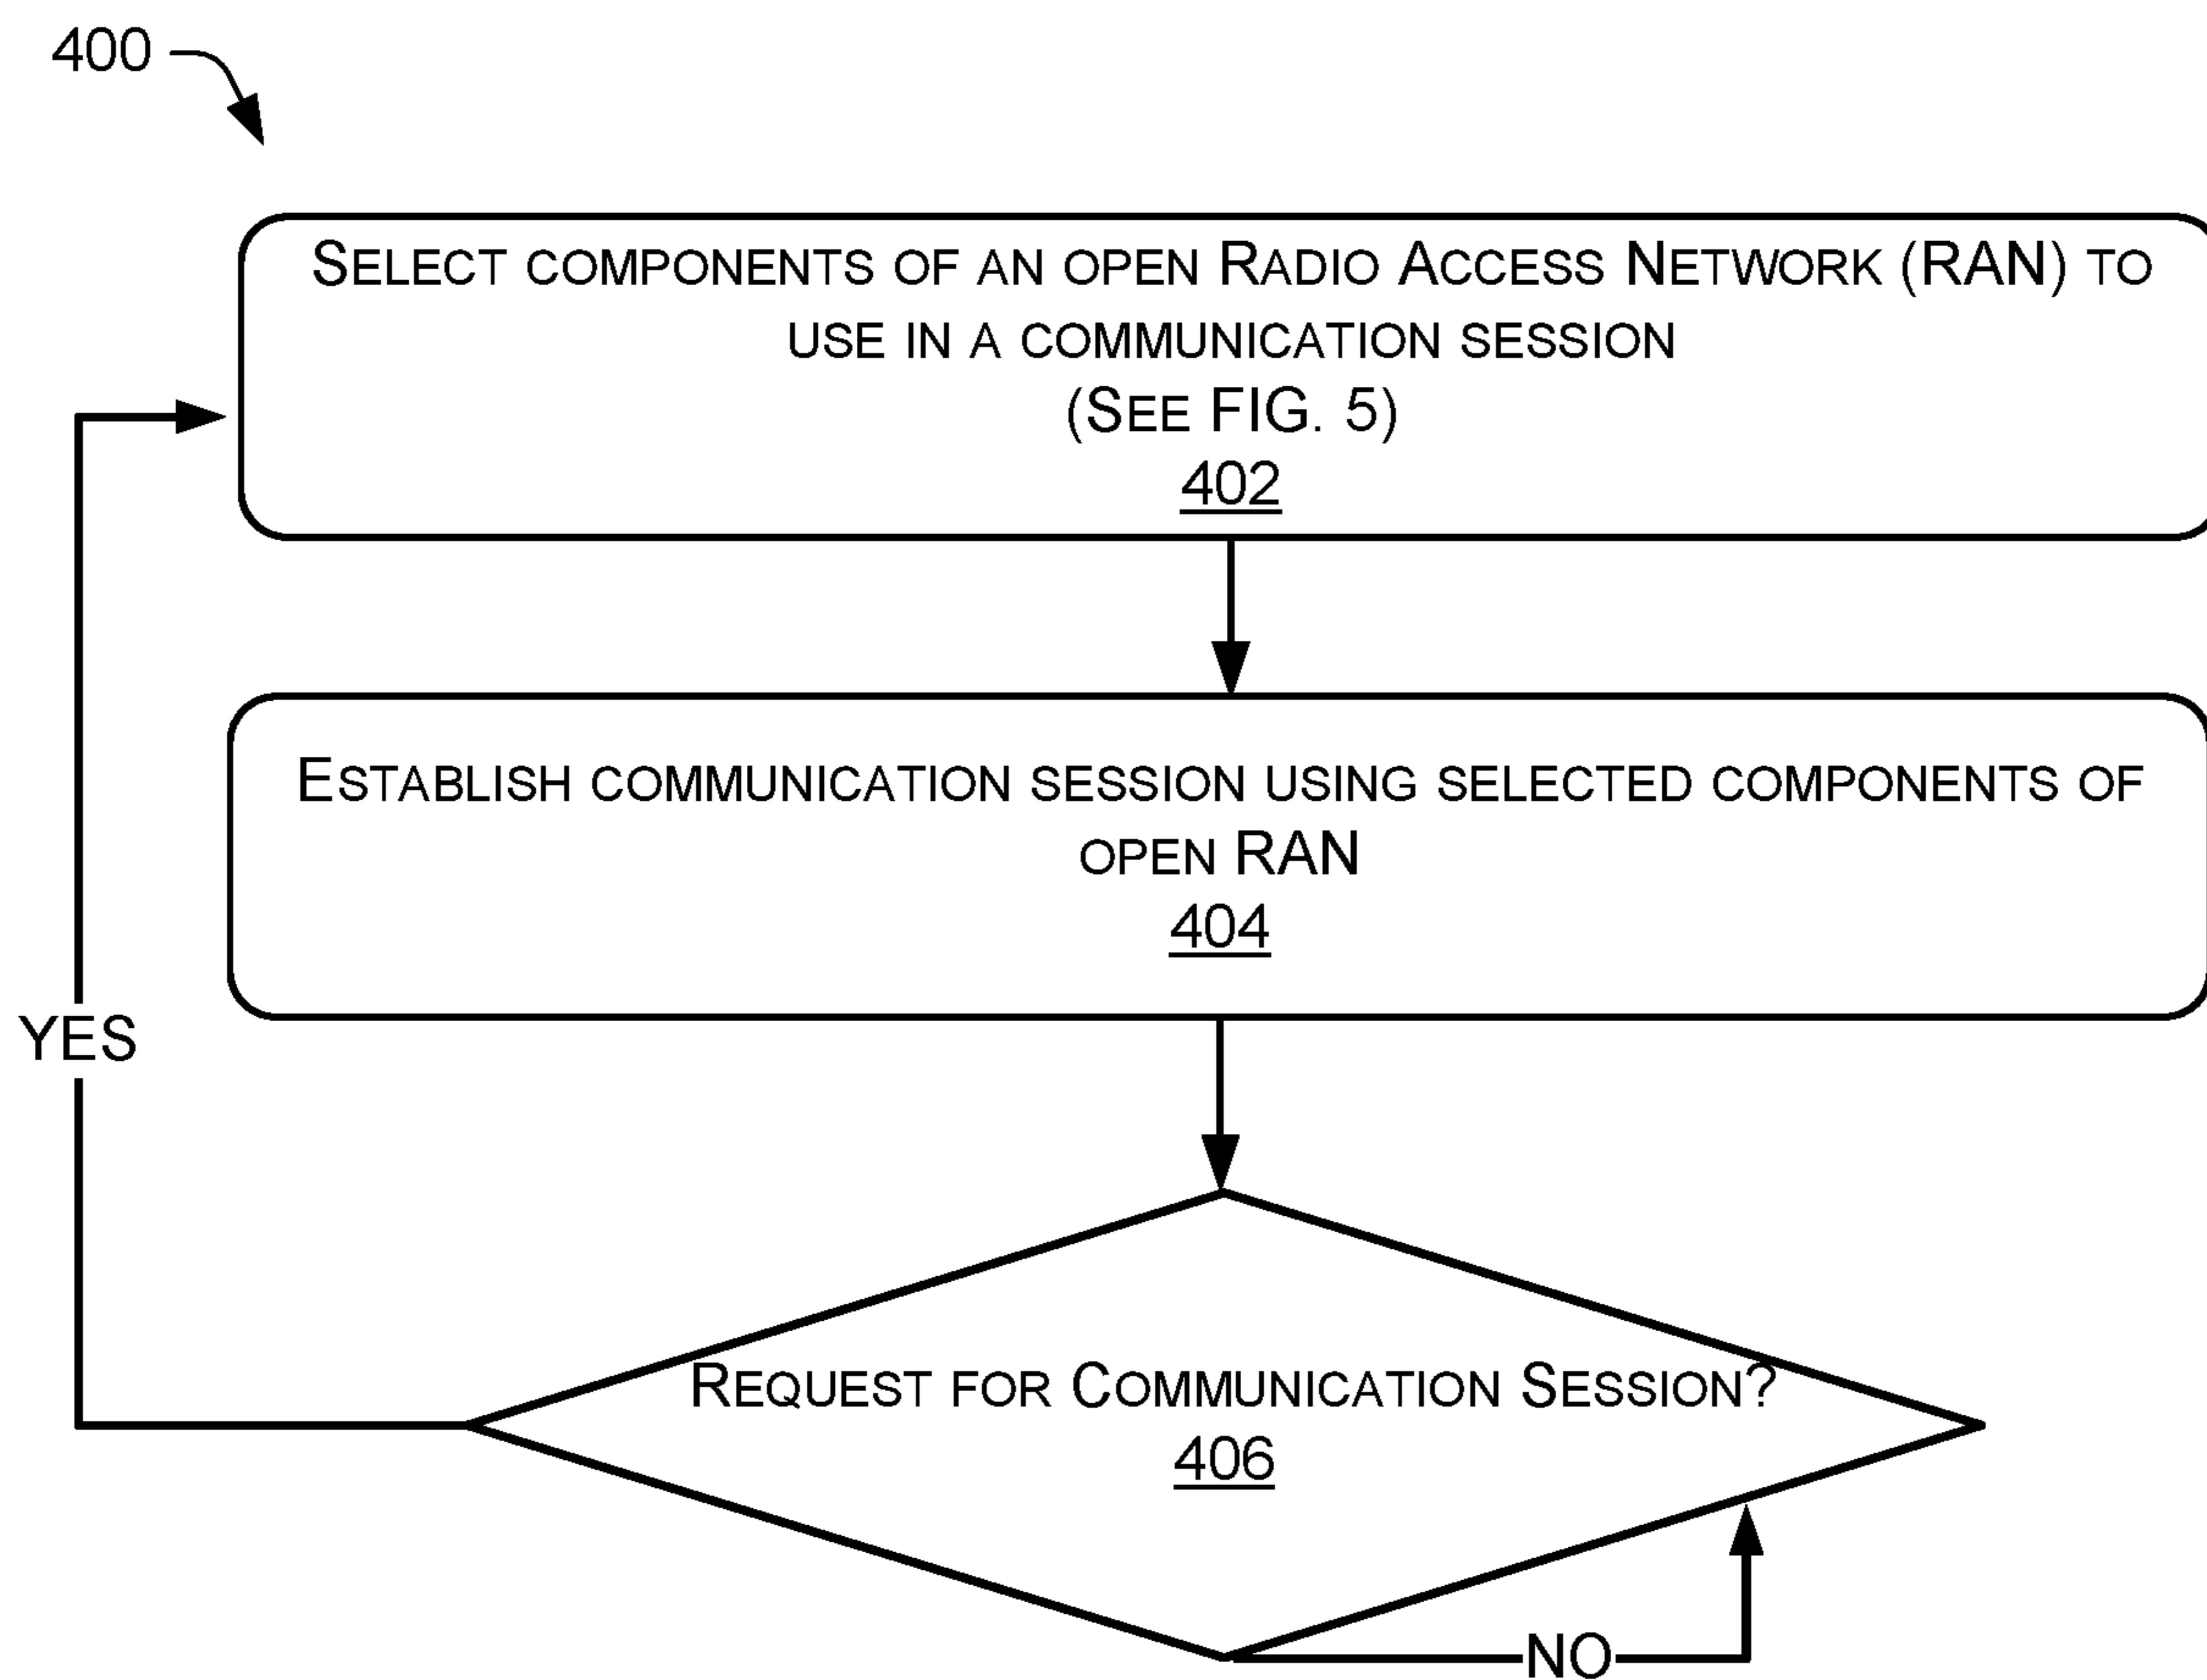 400
SELECT COMPONENTS OF AN OPEN RADIO ACCESS NETWORK (RAN) TO
USE IN A COMMUNICATION SESSION
(SEE FIG. 5)
402
ESTABLISH COMMUNICATION SESSION USING SELECTED COMPONENTS OF
OPEN RAN
404
YES
REQUEST FOR COMMUNICATION SESSION?
406
NO